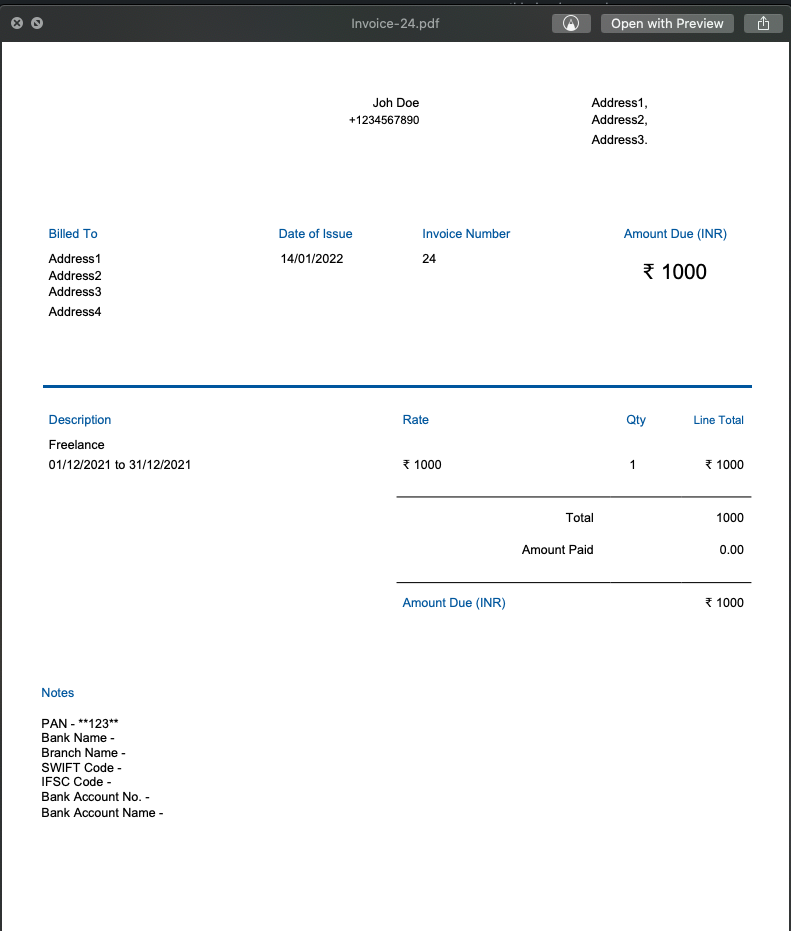 Invoice-24.pdf
Open with Preview
Joh Doe
+1234567890
Address1,
Address2,
Address3.
Billed To
Address1
Address2
Address3
Address4
Date of Issue
14/01/2022
Invoice Number
24
Amount Due (INR)
₹ 1000
Description Rate Qty Line Total
Freelance
01/12/2021 to 31/12/2021 ₹ 1000 1 ₹ 1000
Total 1000
Amount Paid 0.00
Amount Due (INR) ₹ 1000
Notes
PAN - **123**
Bank Name -
Branch Name -
SWIFT Code -
IFSC Code -
Bank Account No. -
Bank Account Name -